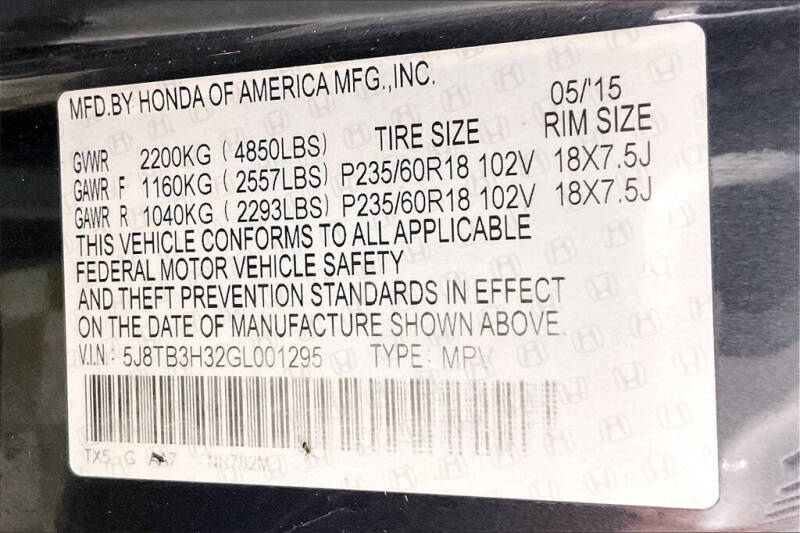 MFD.BY HONDA OF AMERICA MFG.,INC. 05/'15
TIRE SIZE RIM SIZE
GVWR 2200KG (4850LBS)
GAWR F 1160KG (2557LBS) P235/60R18 102V 18X7.5J
GAWR R 1040KG (2293LBS) P235/60R18 102V 18X7.5J
THIS VEHICLE CONFORMS TO ALL APPLICABLE
FEDERAL MOTOR VEHICLE SAFETY
AND THEFT PREVENTION STANDARDS IN EFFECT
ON THE DATE OF MANUFACTURE SHOWN ABOVE.
V.I.N: 5J8TB3H32GL001295 TYPE: MPV
TX5 G AA7 NH782M